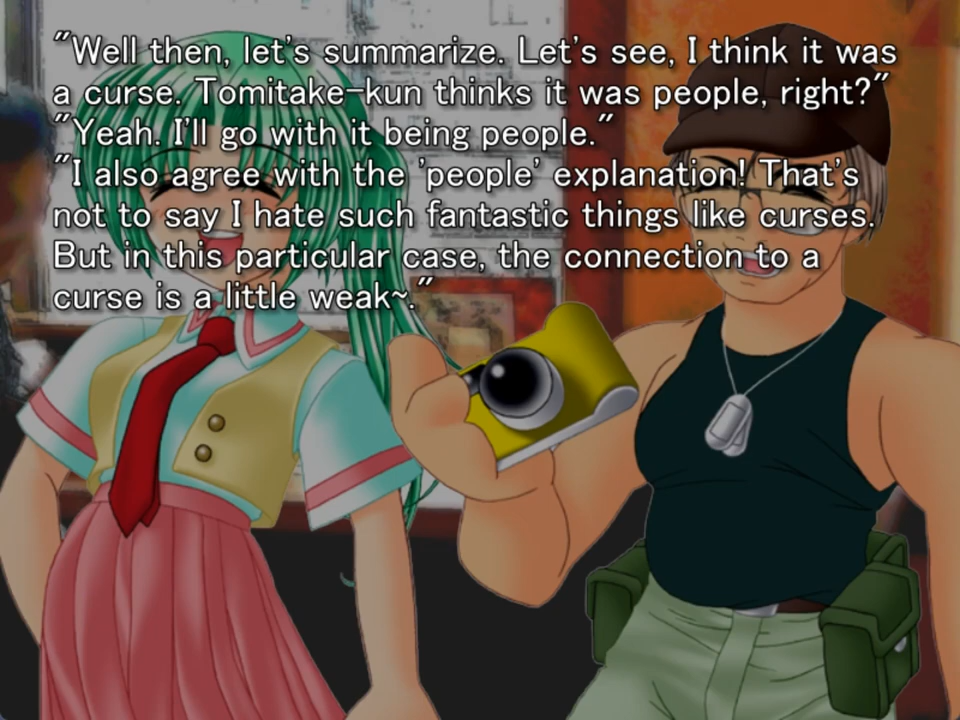 "Well then, let's summarize. Let's see, I think it was
a curse. Tomitake-kun thinks it was people, right?"
"Yeah. I'll go with it being people."
"I also agree with the 'people' explanation! That's
not to say I hate such fantastic things like curses.
But in this particular case, the connection to a
curse is a little weak~."